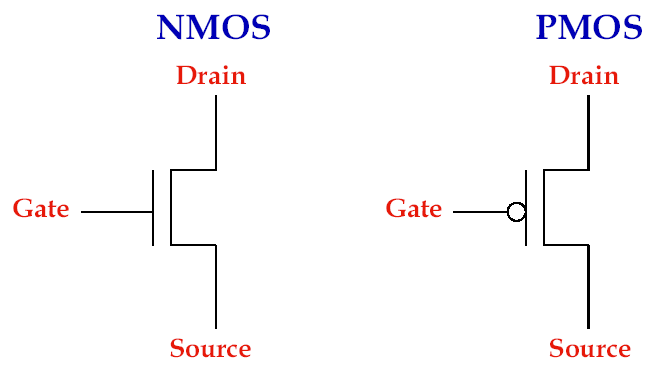 NMOS
Drain
Gate
Source
PMOS
Drain
Gate
Source